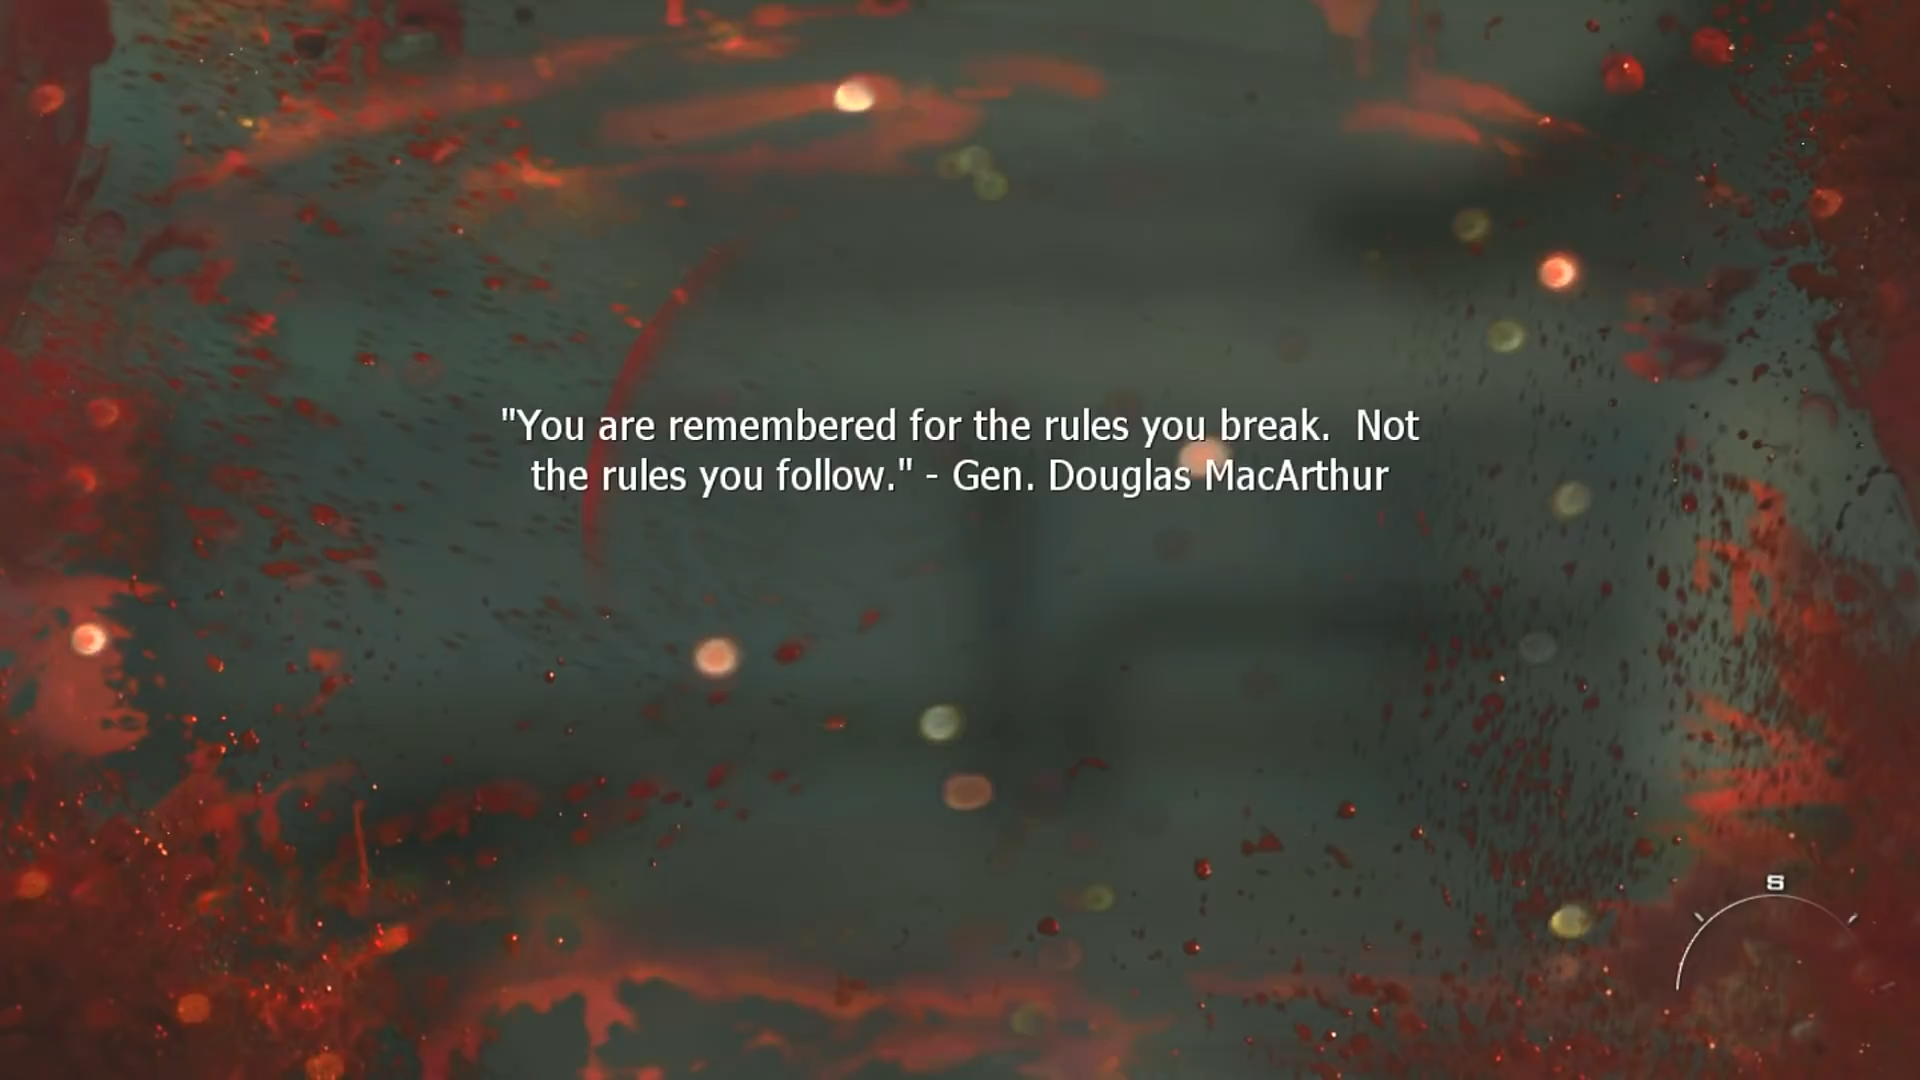 "You are remembered for the rules you break.  Not
the rules you follow." - Gen. Douglas MacArthur
S